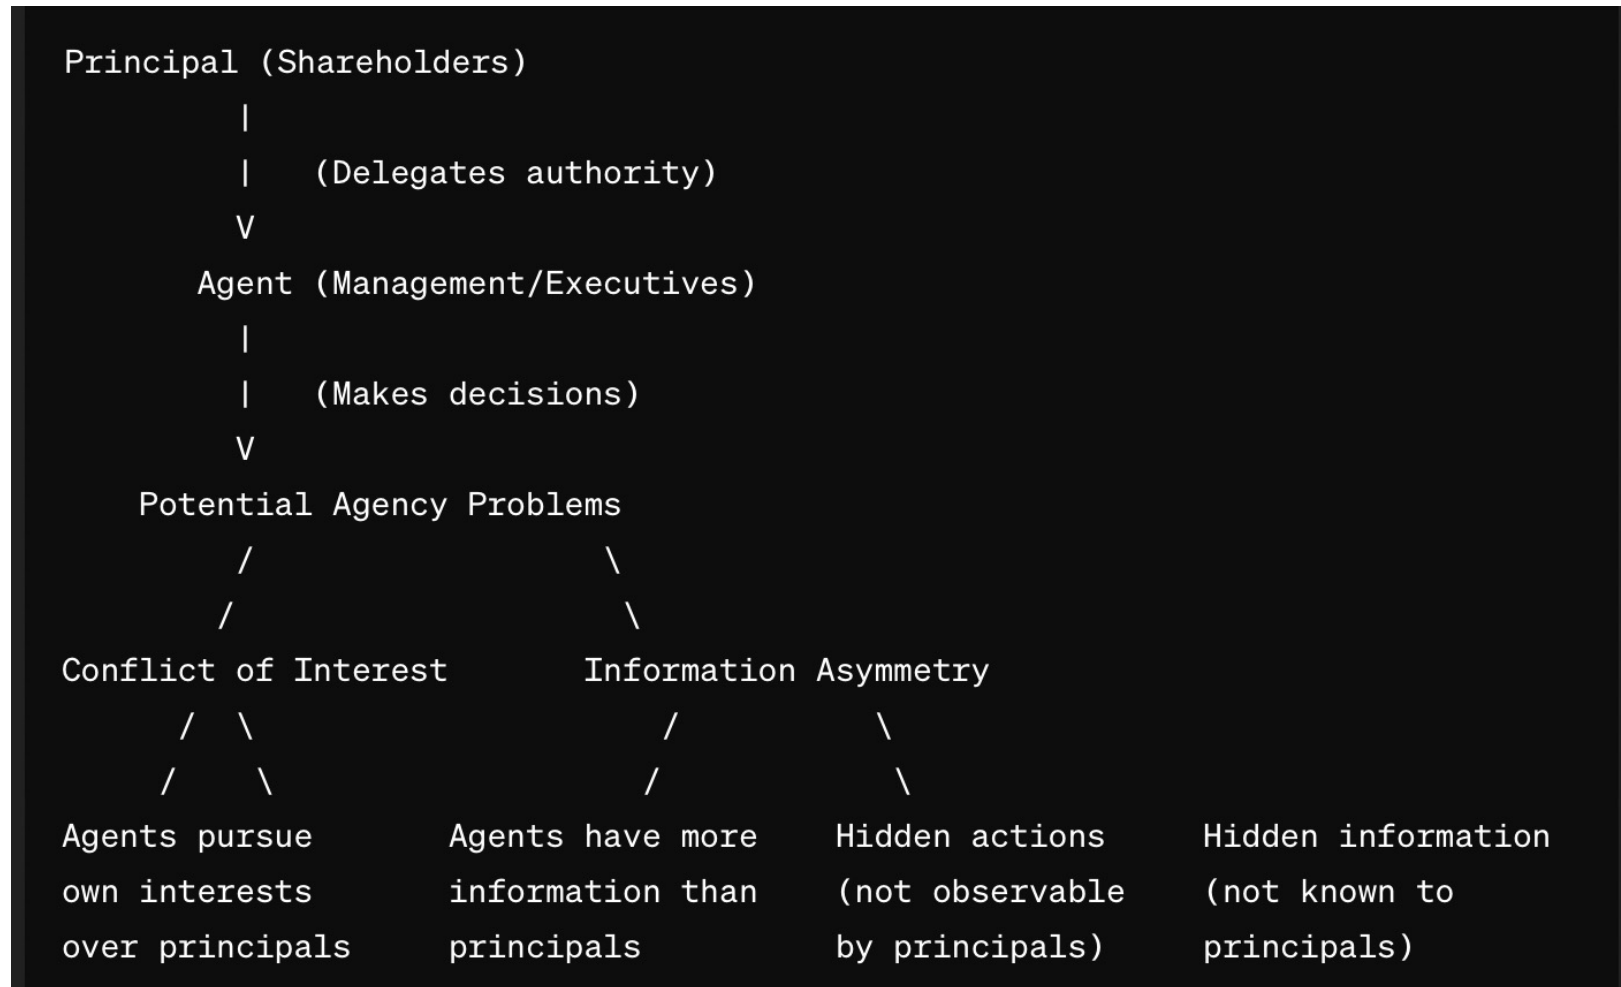 Principal (Shareholders)
|
| (Delegates authority)
V
Agent (Management/Executives)
|
| (Makes decisions)
V
Potential Agency Problems
/ \
/ \
Conflict of Interest Information Asymmetry
/ \ / \
/ \ / \
Agents pursue Agents have more Hidden actions Hidden information
own interests information than (not observable (not known to
over principals principals by principals) principals)